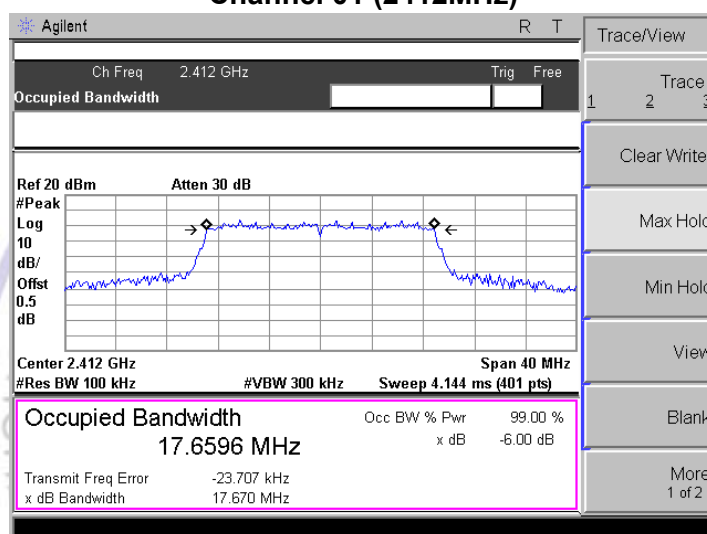 Channel 01 (2412MHz)
Agilent R T
Trace/View
Ch Freq 2.412 GHz Trig Free
Occupied Bandwidth
Trace
1 2 3
Clear Write
Max Hold
Min Hold
View
Blank
More
1 of 2
Ref 20 dBm Atten 30 dB
#Peak
Log
10
dB/
Offst
0.5
dB
Center 2.412 GHz Span 40 MHz
#Res BW 100 kHz #VBW 300 kHz Sweep 4.144 ms (401 pts)
Occupied Bandwidth
17.6596 MHz
Occ BW % Pwr 99.00 %
x dB -6.00 dB
Transmit Freq Error -23.707 kHz
x dB Bandwidth 17.670 MHz